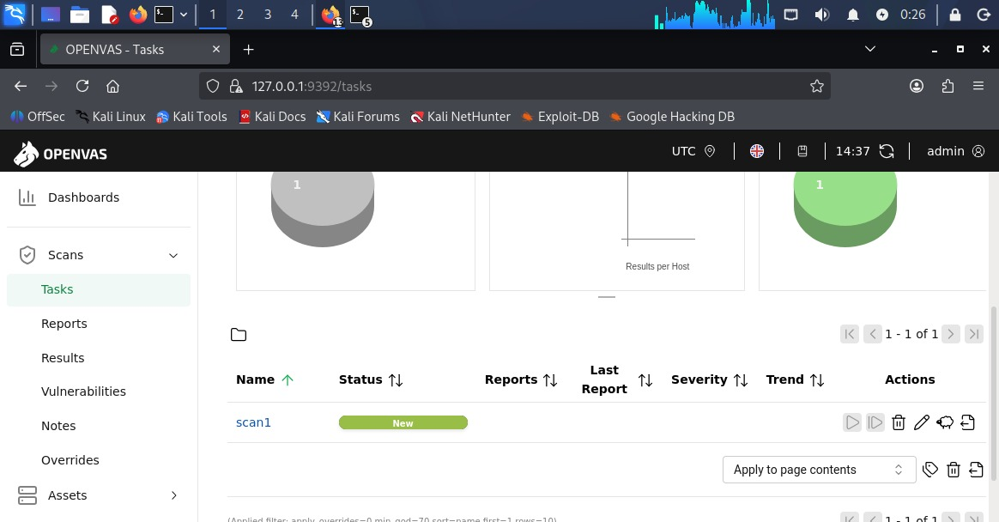 1 2 3 4 13 5 0:26
OPENVAS - Tasks
127.0.0.1:9392/tasks
OffSec Kali Linux Kali Tools Kali Docs Kali Forums Kali NetHunter Exploit-DB Google Hacking DB
OPENVAS UTC 14:37 admin
Dashboards
Scans
Tasks
Reports
Results
Vulnerabilities
Notes
Overrides
Assets
1
Results per Host
1
1 - 1 of 1
Name Status Reports Last Report Severity Trend Actions
scan1 New
Apply to page contents
(Applied filter: apply_overrides=0 min_qod=70 sort=name first=1 rows=10)
1 - 1 of 1